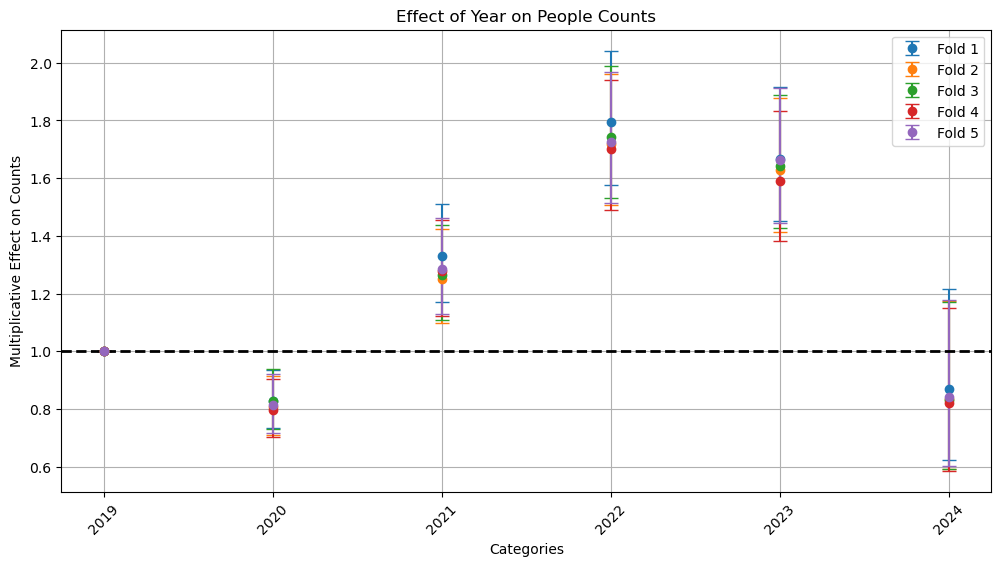 Effect of Year on People Counts
Multiplicative Effect on Counts
2.0
1.8
1.6
1.4
1.2
1.0
0.8
0.6
Fold 1
Fold 2
Fold 3
Fold 4
Fold 5
2019
2020
2021
2022
2023
2024
Categories